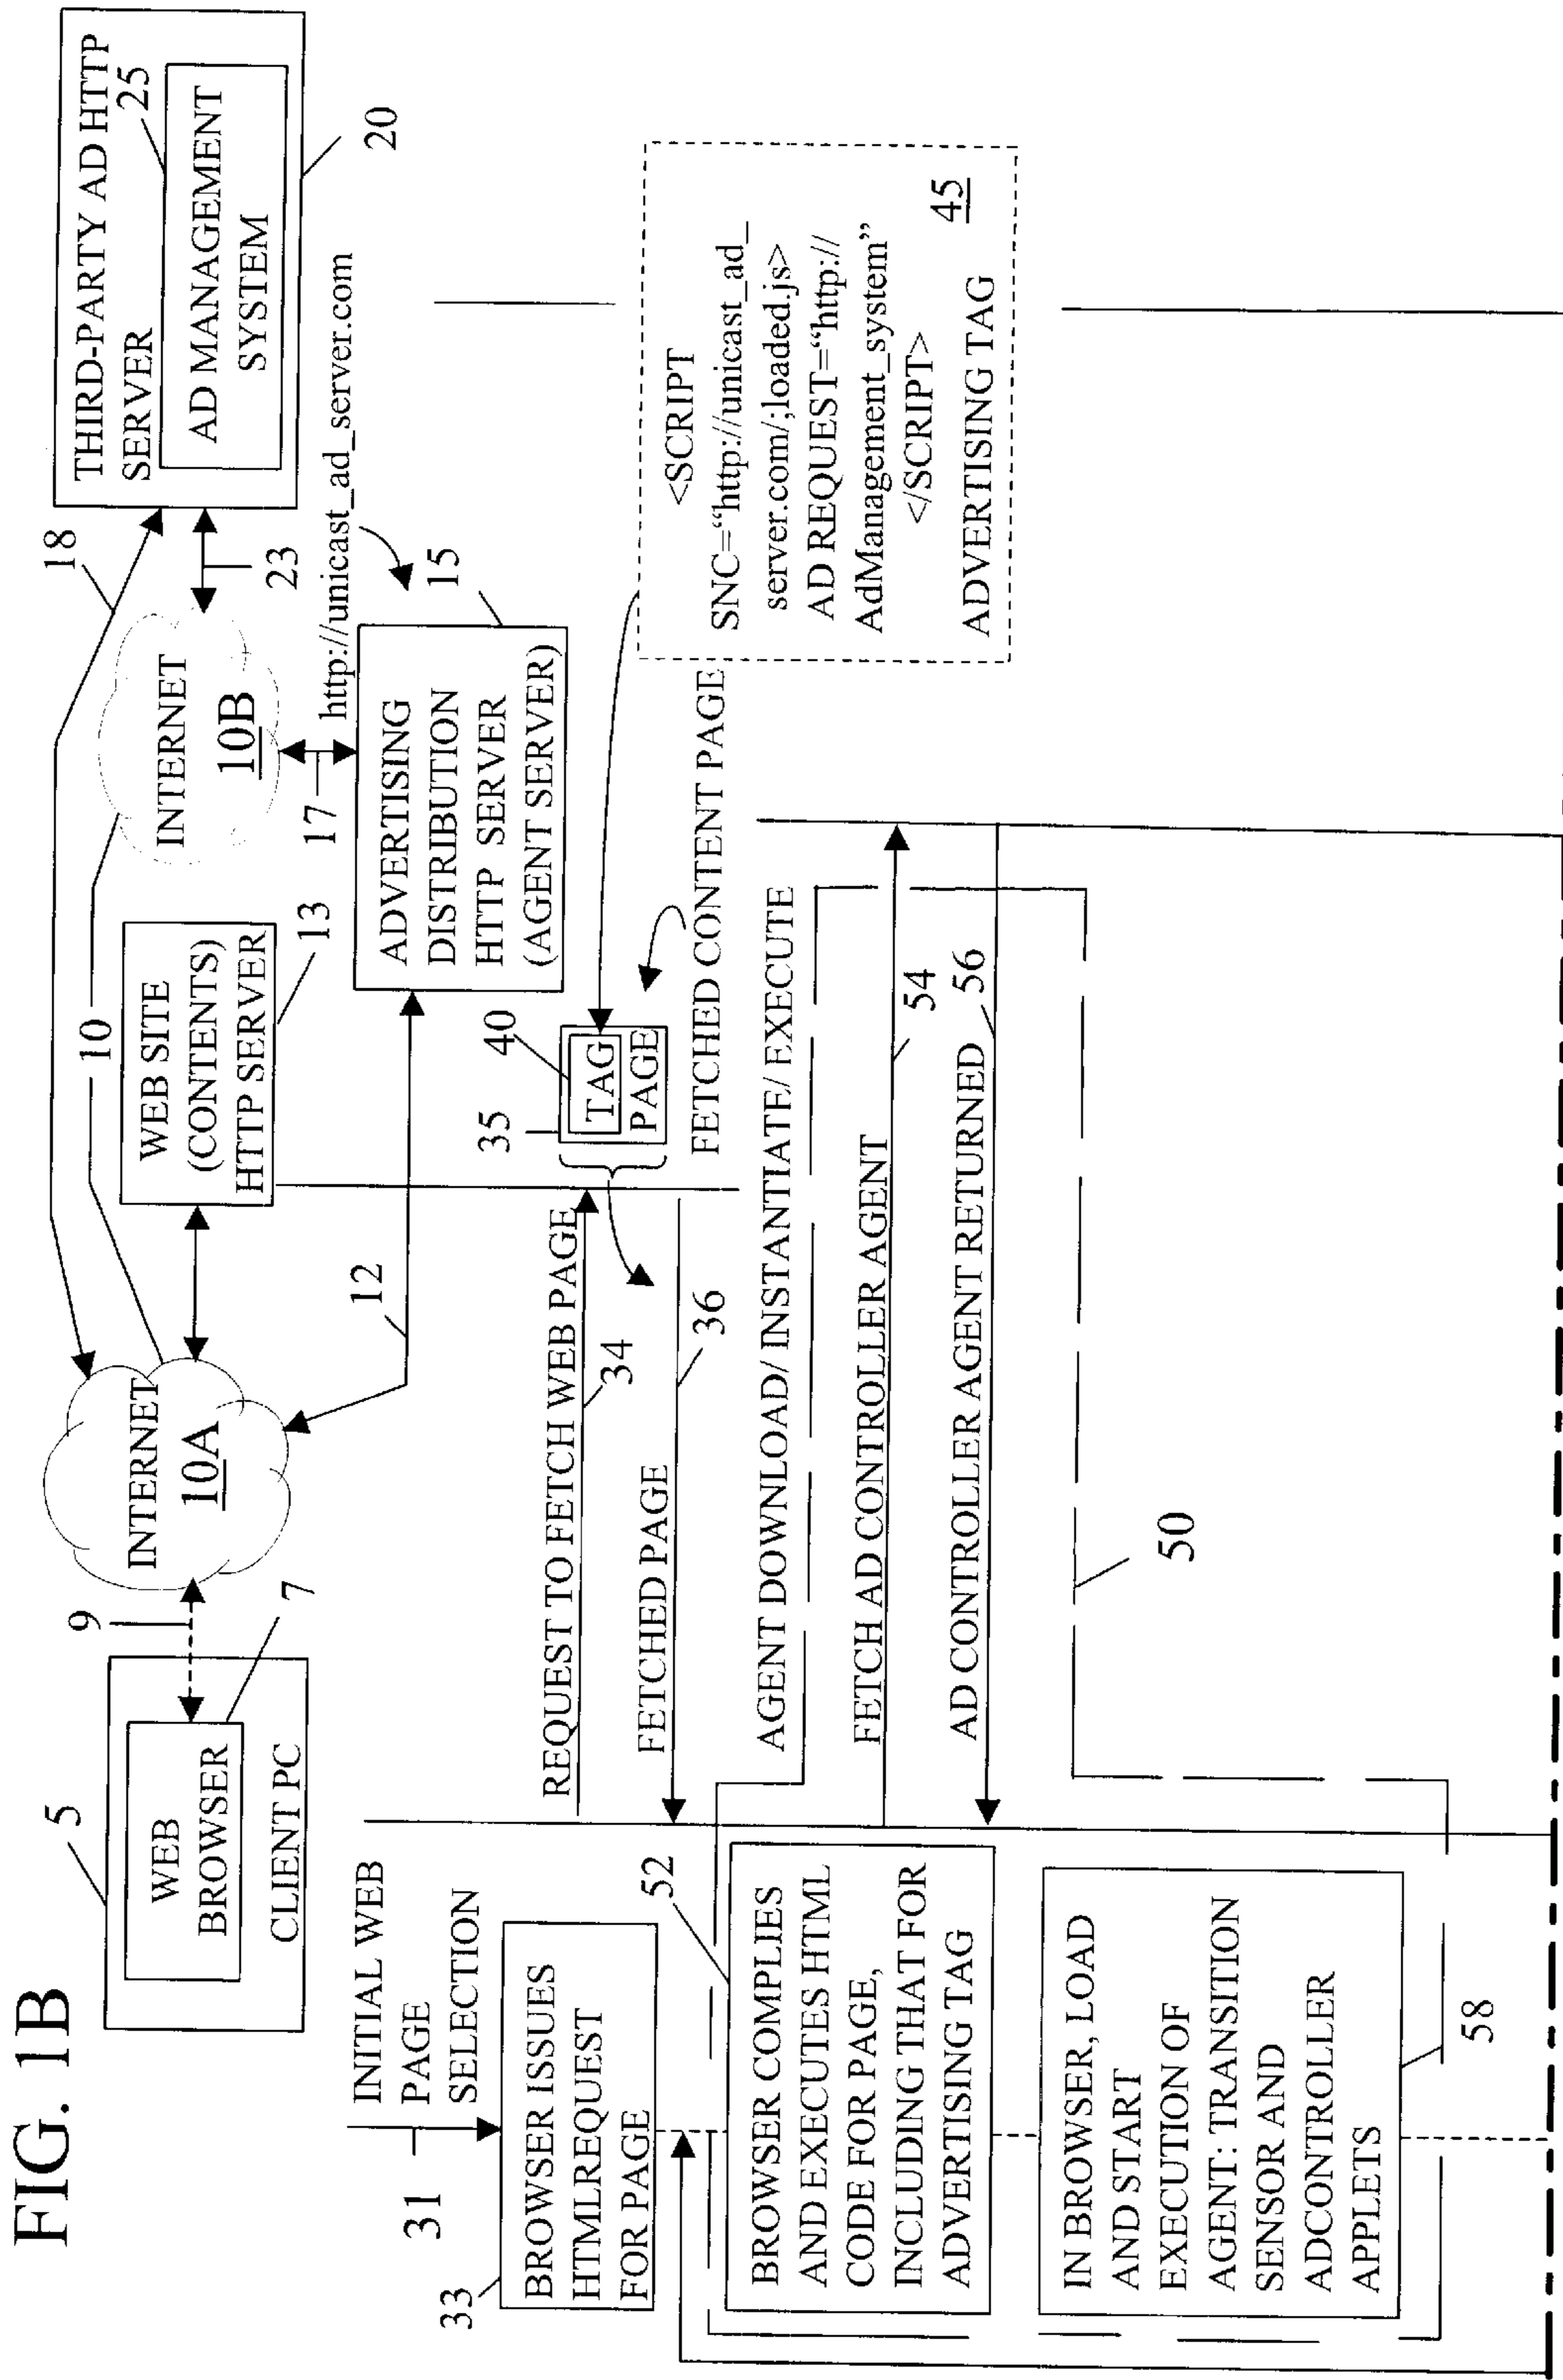 FIG. 1B
5
WEB
BROWSER
CLIENT PC
7
9
INTERNET
10A
10
18
WEB SITE
(CONTENTS)
HTTP SERVER
13
12
INTERNET
10B
17
23
http://unicast_ad_server.com
15
ADVERTISING
DISTRIBUTION
HTTP SERVER
(AGENT SERVER)
THIRD-PARTY AD HTTP
SERVER
25
AD MANAGEMENT
SYSTEM
20
INITIAL WEB
PAGE
SELECTION
31
33
BROWSER ISSUES
HTMLREQUEST
FOR PAGE
REQUEST TO FETCH WEB PAGE
34
FETCHED PAGE
36
35
40
TAG
PAGE
FETCHED CONTENT PAGE
<SCRIPT
SNC=“http://unicast_ad_
server.com/;loaded.js>
AD REQUEST=“http://
AdManagement_system”
</SCRIPT>
45
ADVERTISING TAG
AGENT DOWNLOAD/ INSTANTIATE/ EXECUTE
52
BROWSER COMPLIES
AND EXECUTES HTML
CODE FOR PAGE,
INCLUDING THAT FOR
ADVERTISING TAG
FETCH AD CONTROLLER AGENT
54
AD CONTROLLER AGENT RETURNED
56
50
IN BROWSER, LOAD
AND START
EXECUTION OF
AGENT: TRANSITION
SENSOR AND
ADCONTROLLER
APPLETS
58